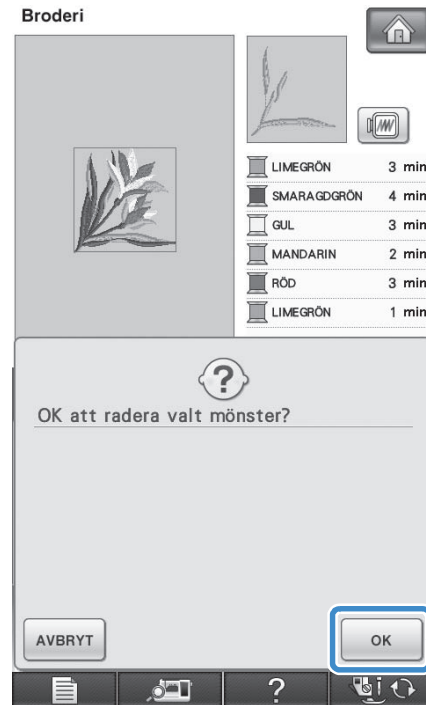 Broderi
LIMEGRÖN 3 min
SMARAGDGRÖN 4 min
GUL 3 min
MANDARIN 2 min
RÖD 3 min
LIMEGRÖN 1 min
?
OK att radera valt mönster?
AVBRYT OK
?